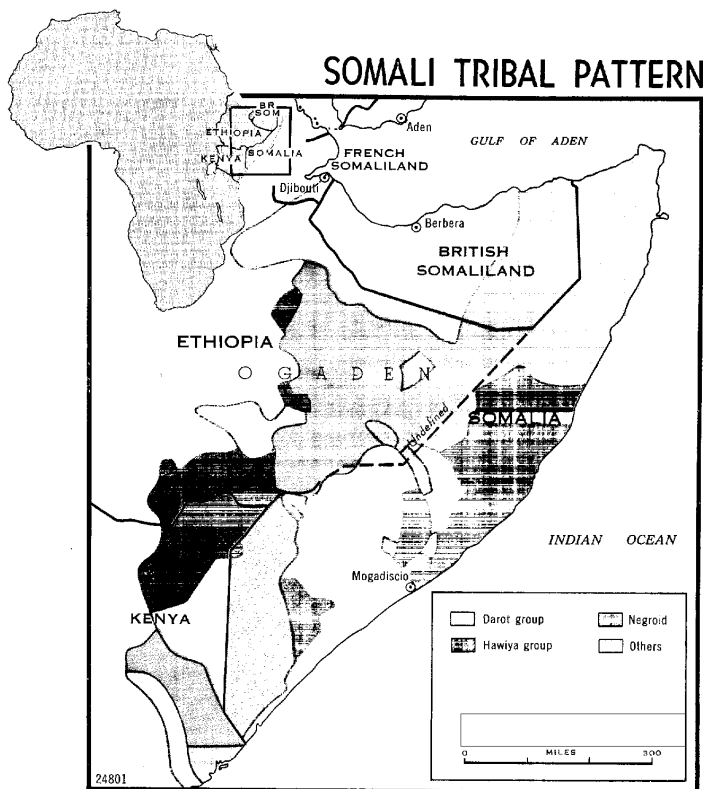 SOMALI TRIBAL PATTERN
BR
SOM
ETHIOPIA
KENYA
SOMALIA
Aden
GULF OF ADEN
FRENCH
SOMALILAND
Djibouti
Berbera
BRITISH
SOMALILAND
ETHIOPIA
OGADEN
Undefined
SOMALIA
INDIAN OCEAN
Mogadiscio
KENYA
Darot group
Negroid
Hawiya group
Others
0 MILES 300
24801